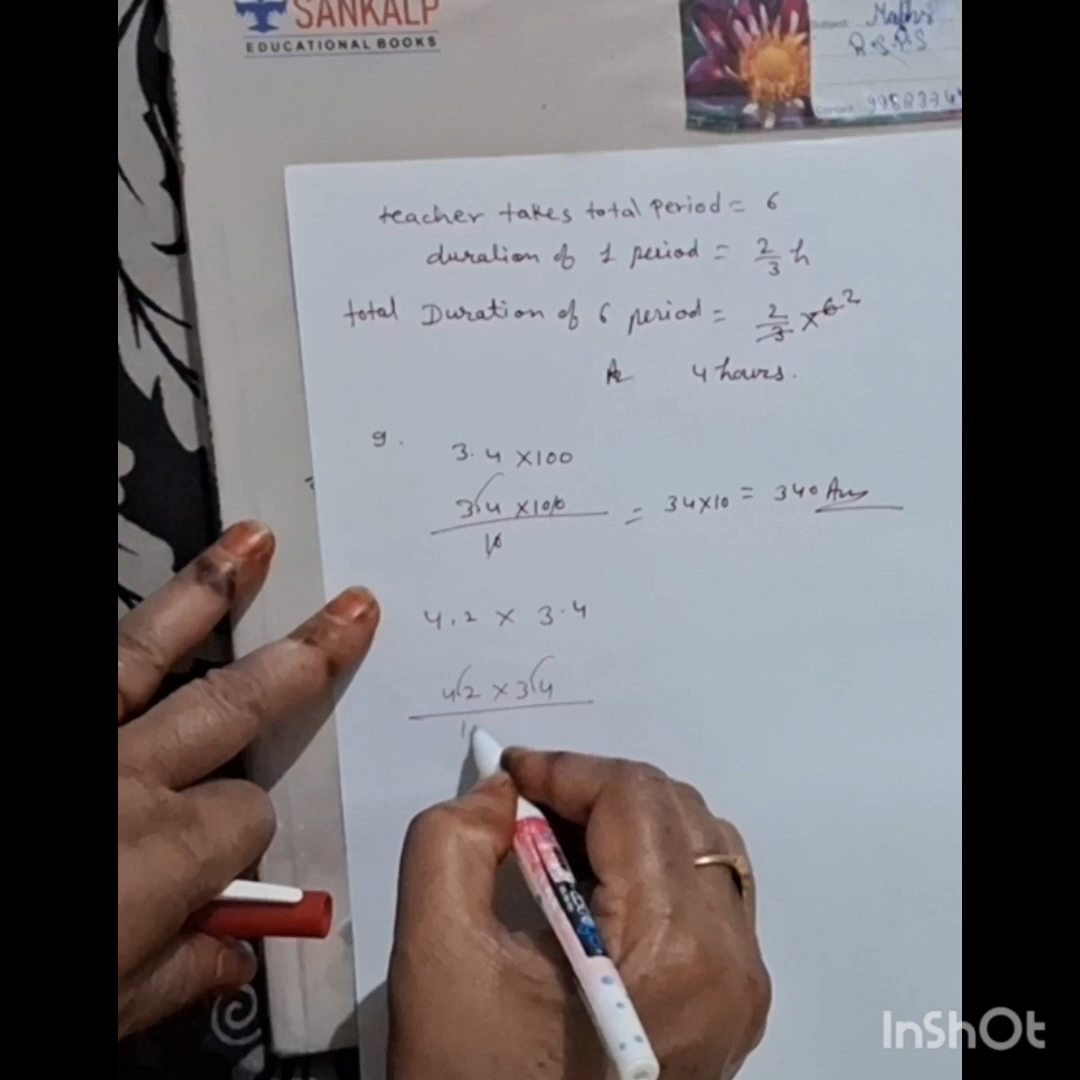 SANKALP
EDUCATIONAL BOOKS
Subject Maths
R.S.P.S
teacher takes total period = 6
duration of 1 period = 2/3 h
total Duration of 6 period = 2/3 × 6 2
4 hours.
9.
3.4 ×100
3.4 ×100 / 10 = 34×10 = 340 Ans
4.2 × 3.4
4.2 × 3.4
InShOt